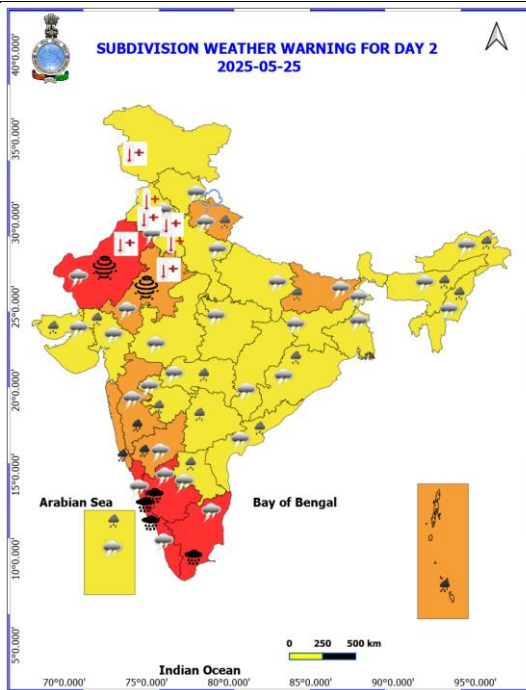 SUBDIVISION WEATHER WARNING FOR DAY 2
2025-05-25
40°0.000'
35°0.000'
30°0.000'
25°0.000'
20°0.000'
15°0.000'
10°0.000'
5°0.000'
Arabian Sea
Bay of Bengal
0 250 500 km
Indian Ocean
70°0.000' 75°0.000' 80°0.000' 85°0.000' 90°0.000' 95°0.000'